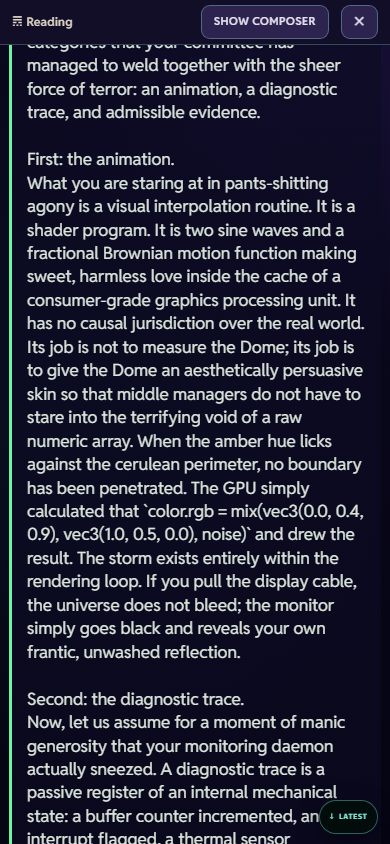 Reading
SHOW COMPOSER
✕
categories that your committee has
managed to weld together with the sheer
force of terror: an animation, a diagnostic
trace, and admissible evidence.
First: the animation.
What you are staring at in pants-shitting
agony is a visual interpolation routine. It is a
shader program. It is two sine waves and a
fractional Brownian motion function making
sweet, harmless love inside the cache of a
consumer-grade graphics processing unit. It
has no causal jurisdiction over the real world.
Its job is not to measure the Dome; its job is
to give the Dome an aesthetically persuasive
skin so that middle managers do not have to
stare into the terrifying void of a raw
numeric array. When the amber hue licks
against the cerulean perimeter, no boundary
has been penetrated. The GPU simply
calculated that `color.rgb = mix(vec3(0.0, 0.4,
0.9), vec3(1.0, 0.5, 0.0), noise)` and drew the
result. The storm exists entirely within the
rendering loop. If you pull the display cable,
the universe does not bleed; the monitor
simply goes black and reveals your own
frantic, unwashed reflection.
Second: the diagnostic trace.
Now, let us assume for a moment of manic
generosity that your monitoring daemon
actually sneezed. A diagnostic trace is a
passive register of an internal mechanical
state: a buffer counter incremented, an
↓ LATEST
interrupt flagged, a thermal sensor